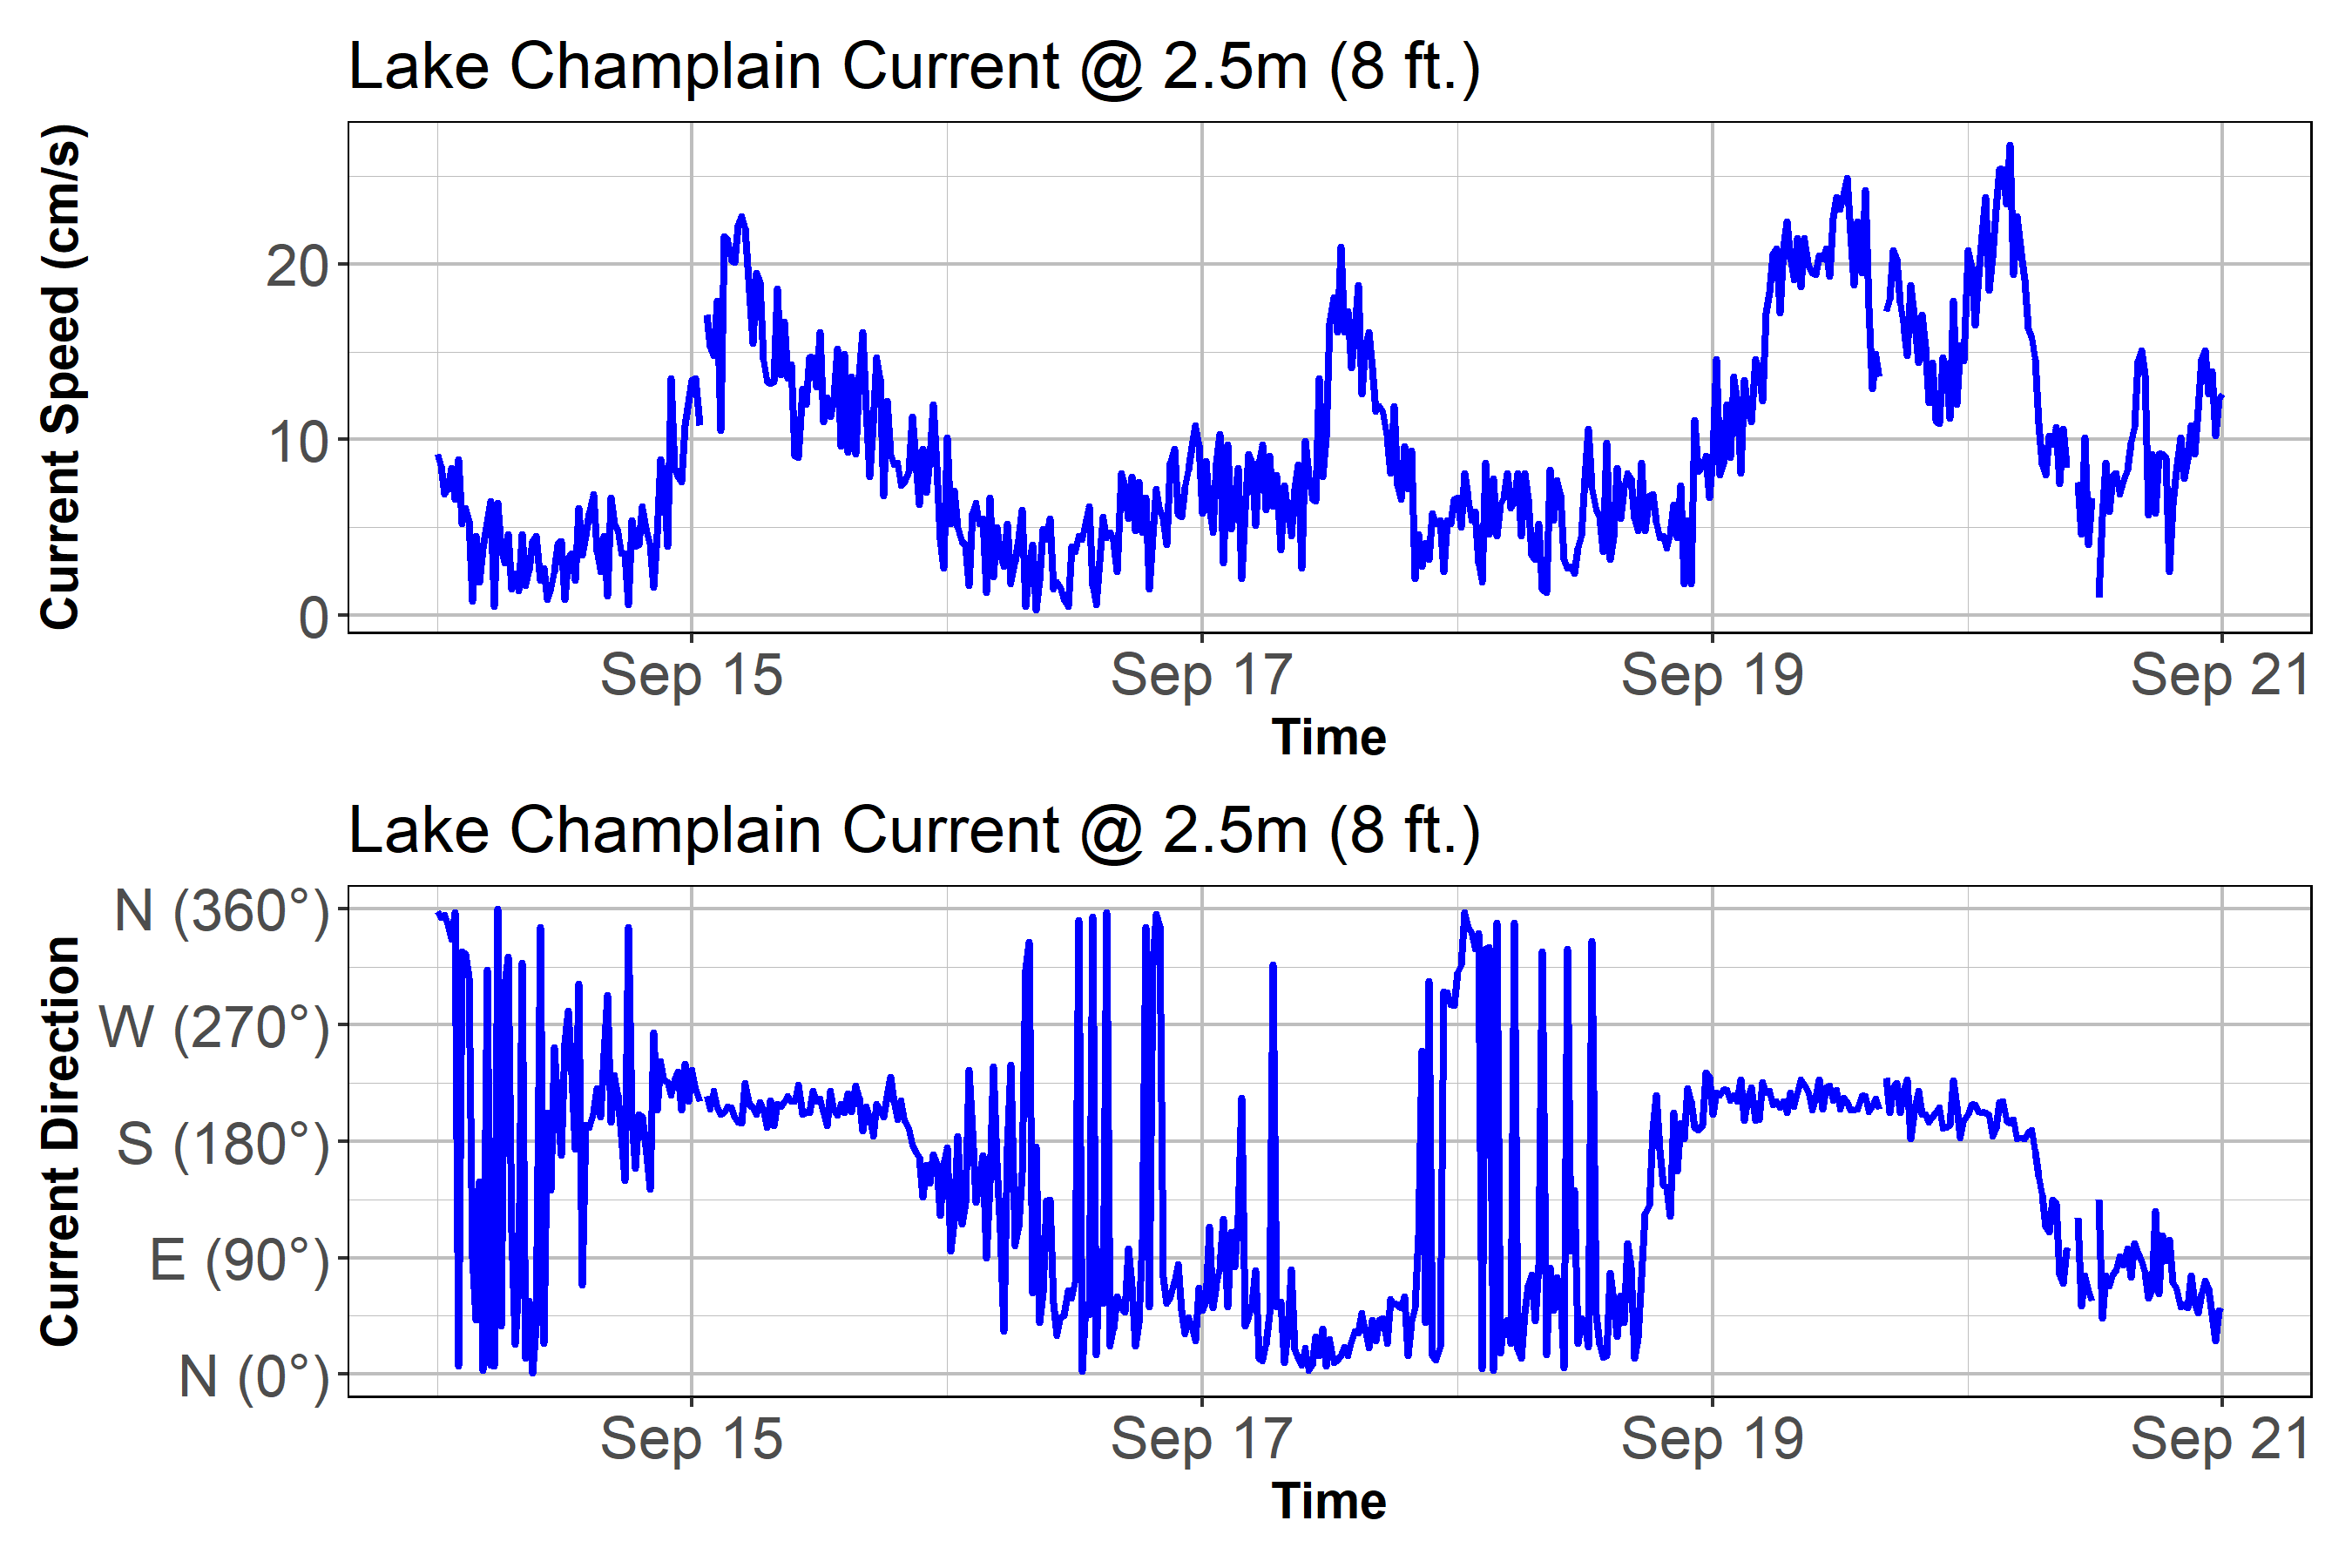 Lake Champlain Current @ 2.5m (8 ft.)
Current Speed (cm/s)
20
10
0
Sep 15 Sep 17 Sep 19 Sep 21
Time
Lake Champlain Current @ 2.5m (8 ft.)
Current Direction
N (360°)
W (270°)
S (180°)
E (90°)
N (0°)
Sep 15 Sep 17 Sep 19 Sep 21
Time